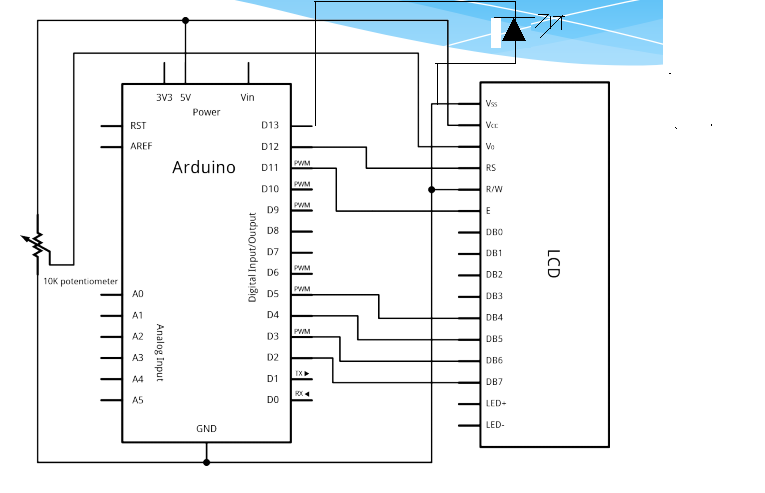 3V3 5V Vin
Power
RST D13
AREF D12
Arduino
PWM D11
PWM D10
PWM D9
D8
D7
PWM D6
PWM D5
D4
PWM D3
D2
TX D1
RX D0
Digital Input/Output
10K potentiometer
A0
A1
A2
A3
A4
A5
Analog Input
GND
Vss
Vcc
V0
RS
R/W
E
DB0
DB1
DB2
DB3
DB4
DB5
DB6
DB7
LED+
LED-
LCD